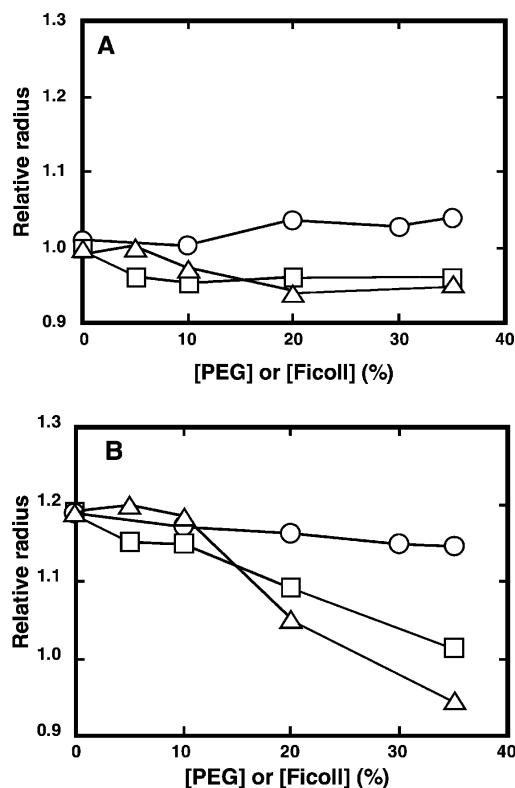 A
1.3
1.2
1.1
1.0
0.9
Relative radius
0 10 20 30 40
[PEG] or [Ficoll] (%)
B
1.3
1.2
1.1
1.0
0.9
Relative radius
0 10 20 30 40
[PEG] or [Ficoll] (%)